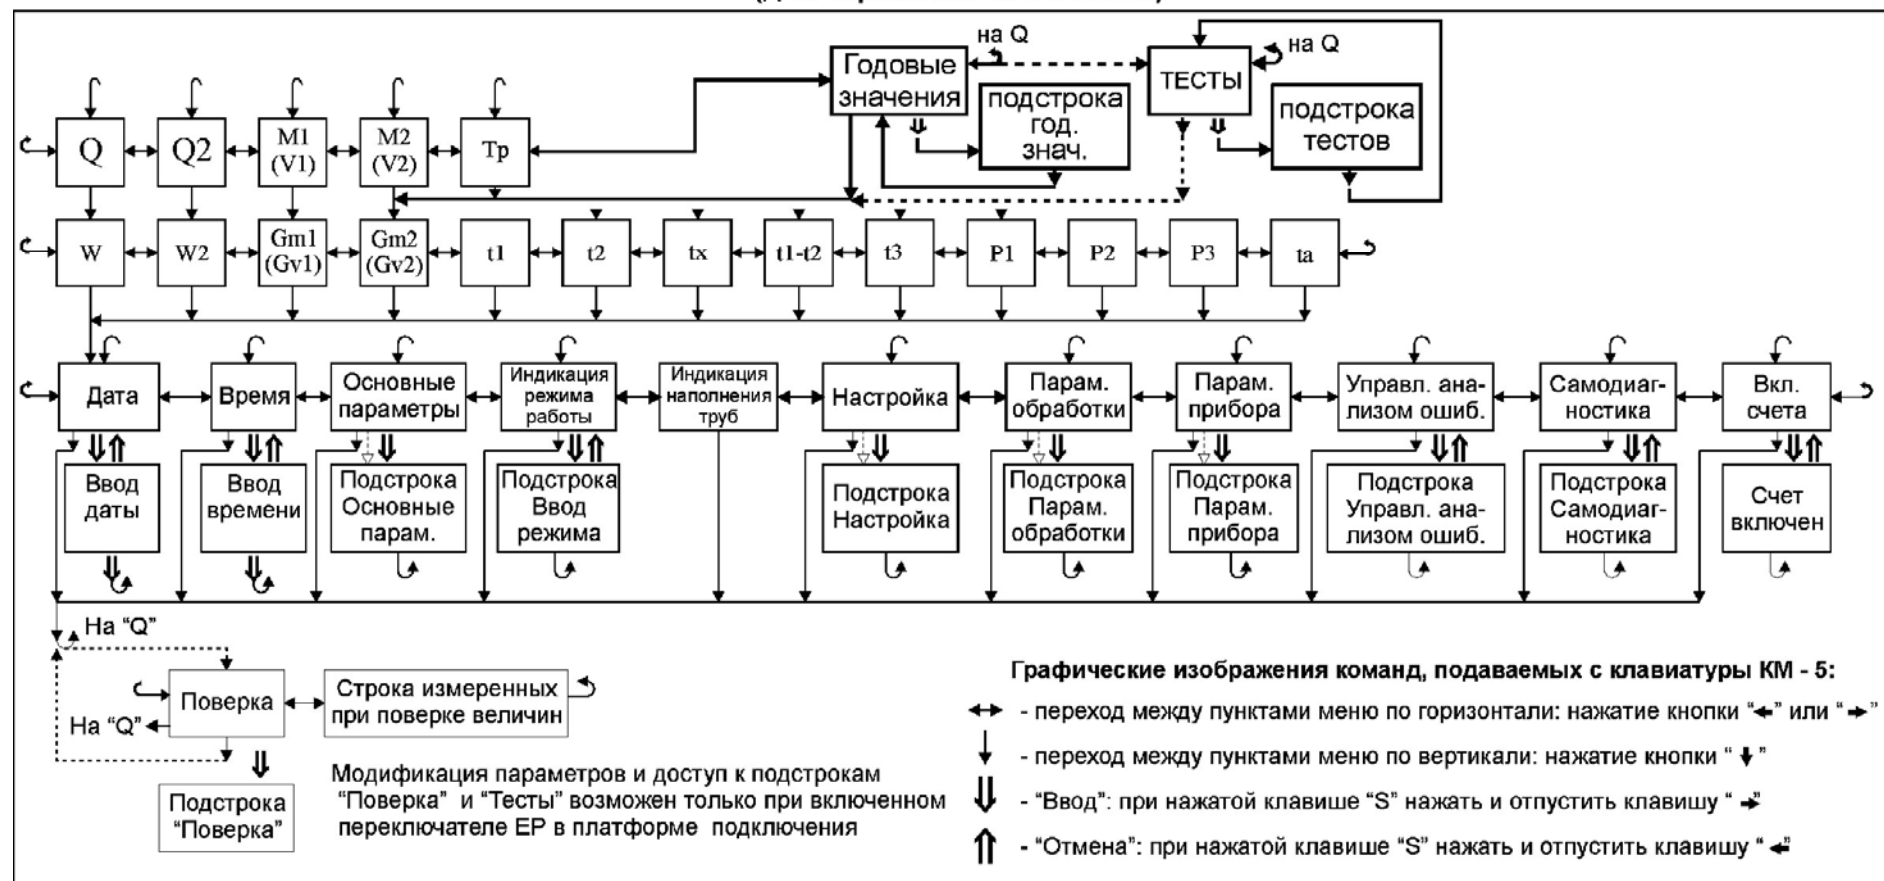 на Q
на Q
Годовые
значения
ТЕСТЫ
подстрока
год.
знач.
подстрока
тестов
Q
Q2
M1
(V1)
M2
(V2)
Тр
W
W2
Gm1
(Gv1)
Gm2
(Gv2)
t1
t2
tx
t1-t2
t3
P1
P2
P3
ta
Дата
Время
Основные
параметры
Индикация
режима
работы
Индикация
наполнения
труб
Настройка
Парам.
обработки
Парам.
прибора
Управл. ана-
лизом ошиб.
Самодиаг-
ностика
Вкл.
счета
Ввод
даты
Ввод
времени
Подстрока
Основные
парам.
Подстрока
Ввод
режима
Подстрока
Настройка
Подстрока
Парам.
обработки
Подстрока
Парам.
прибора
Подстрока
Управл. ана-
лизом ошиб.
Подстрока
Самодиаг-
ностика
Счет
включен
На “Q”
Поверка
На “Q”
Строка измеренных
при поверке величин
Подстрока
“Поверка”
Модификация параметров и доступ к подстрокам
“Поверка” и “Тесты” возможен только при включенном
переключателе ЕР в платформе подключения
Графические изображения команд, подаваемых с клавиатуры КМ - 5:
↔ - переход между пунктами меню по горизонтали: нажатие кнопки “←” или “→”
↓ - переход между пунктами меню по вертикали: нажатие кнопки “↓”
⇓ - “Ввод”: при нажатой клавише “S” нажать и отпустить клавишу “→”
⇑ - “Отмена”: при нажатой клавише “S” нажать и отпустить клавишу “←”